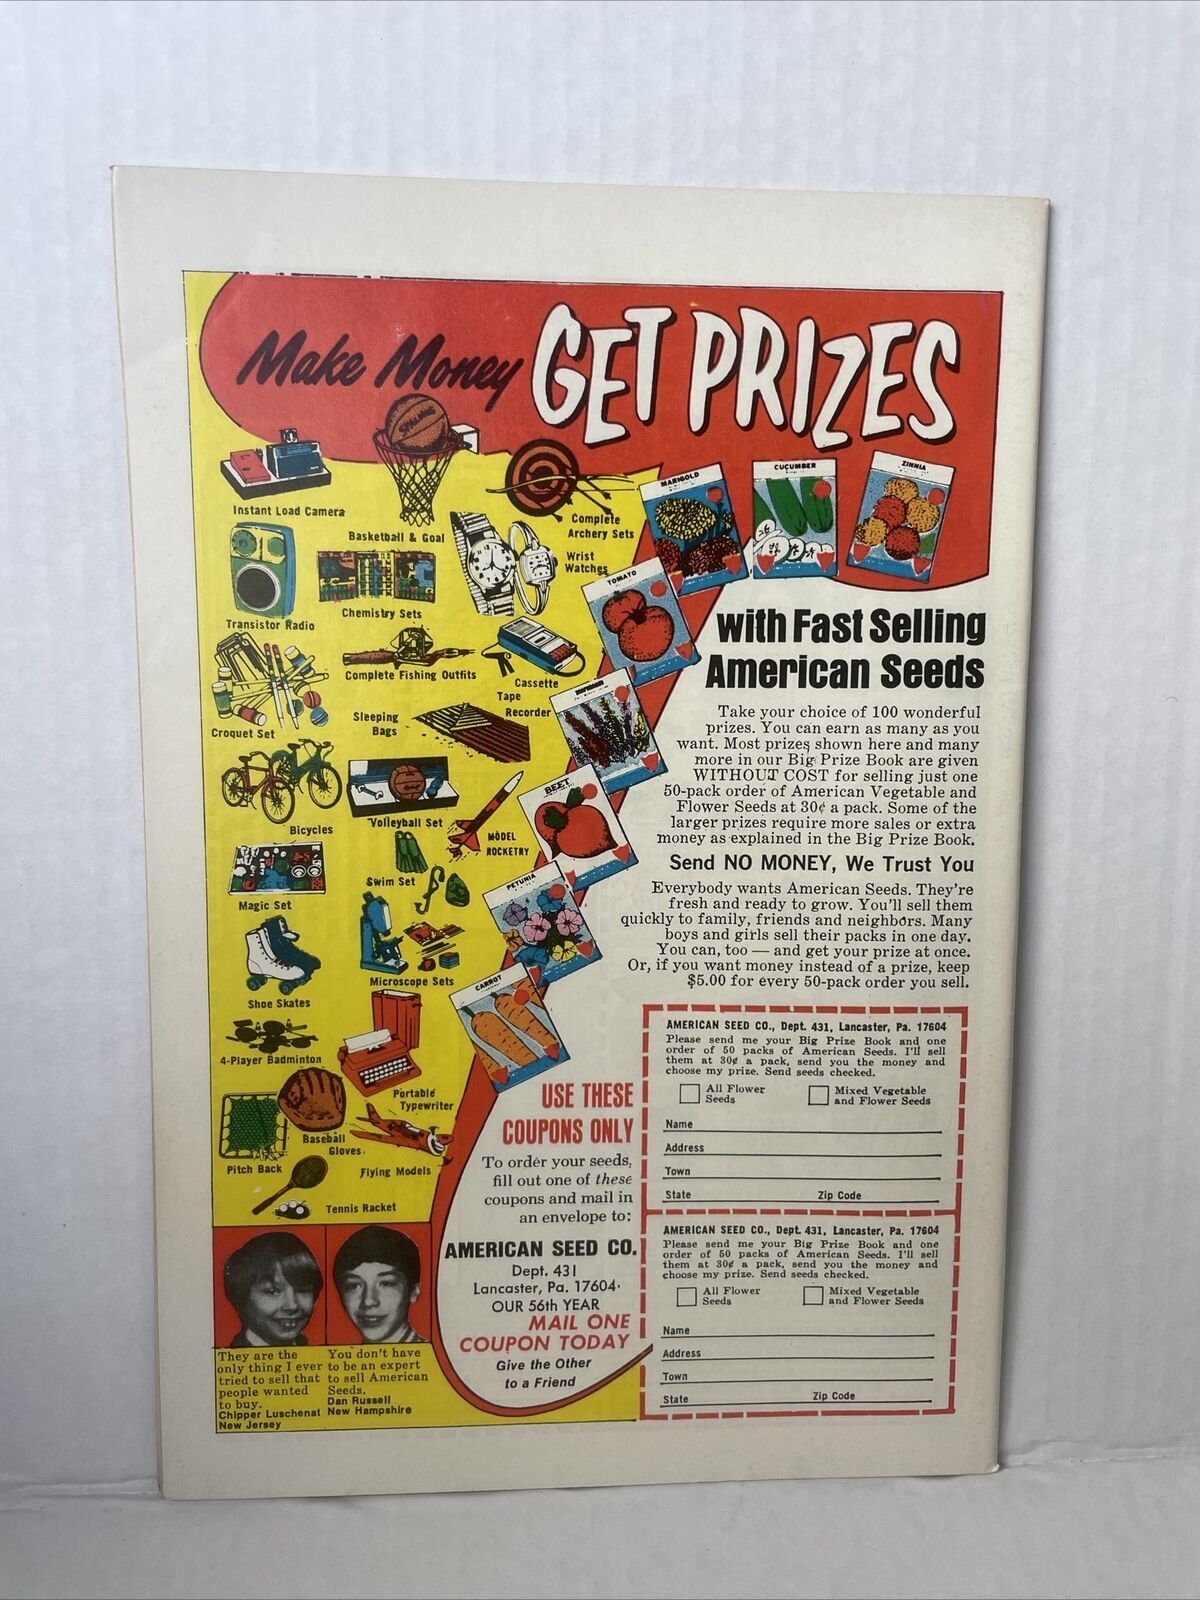 Make Money GET PRIZES
SPALDING
Instant Load Camera
Basketball & Goal
Complete
Archery Sets
Wrist
Watches
Transistor Radio
Chemistry Sets
Complete Fishing Outfits
Cassette
Tape
Recorder
Croquet Set
Sleeping
Bags
Bicycles
Volleyball Set
MODEL
ROCKETRY
Magic Set
Swim Set
Shoe Skates
Microscope Sets
4-Player Badminton
Portable
Typewriter
Pitch Back
Baseball
Gloves
Flying Models
Tennis Racket
MARIGOLD
CUCUMBER
ZINNIA
TOMATO
BEET
PETUNIA
CARROT
with Fast Selling
American Seeds
Take your choice of 100 wonderful
prizes. You can earn as many as you
want. Most prizes shown here and many
more in our Big Prize Book are given
WITHOUT COST for selling just one
50-pack order of American Vegetable and
Flower Seeds at 30¢ a pack. Some of the
larger prizes require more sales or extra
money as explained in the Big Prize Book.
Send NO MONEY, We Trust You
Everybody wants American Seeds. They're
fresh and ready to grow. You'll sell them
quickly to family, friends and neighbors. Many
boys and girls sell their packs in one day.
You can, too — and get your prize at once.
Or, if you want money instead of a prize, keep
$5.00 for every 50-pack order you sell.
USE THESE
COUPONS ONLY
To order your seeds,
fill out one of these
coupons and mail in
an envelope to:
AMERICAN SEED CO.
Dept. 431
Lancaster, Pa. 17604
OUR 56th YEAR
MAIL ONE
COUPON TODAY
Give the Other
to a Friend
AMERICAN SEED CO., Dept. 431, Lancaster, Pa. 17604
Please send me your Big Prize Book and one
order of 50 packs of American Seeds. I'll sell
them at 30¢ a pack, send you the money and
choose my prize. Send seeds checked.
All Flower
Seeds
Mixed Vegetable
and Flower Seeds
Name
Address
Town
State Zip Code
AMERICAN SEED CO., Dept. 431, Lancaster, Pa. 17604
Please send me your Big Prize Book and one
order of 50 packs of American Seeds. I'll sell
them at 30¢ a pack, send you the money and
choose my prize. Send seeds checked.
All Flower
Seeds
Mixed Vegetable
and Flower Seeds
Name
Address
Town
State Zip Code
They are the
only thing I ever
tried to sell that
people wanted
to buy.
Chipper Luschenat
New Jersey
You don't have
to be an expert
to sell American
Seeds.
Dan Russell
New Hampshire